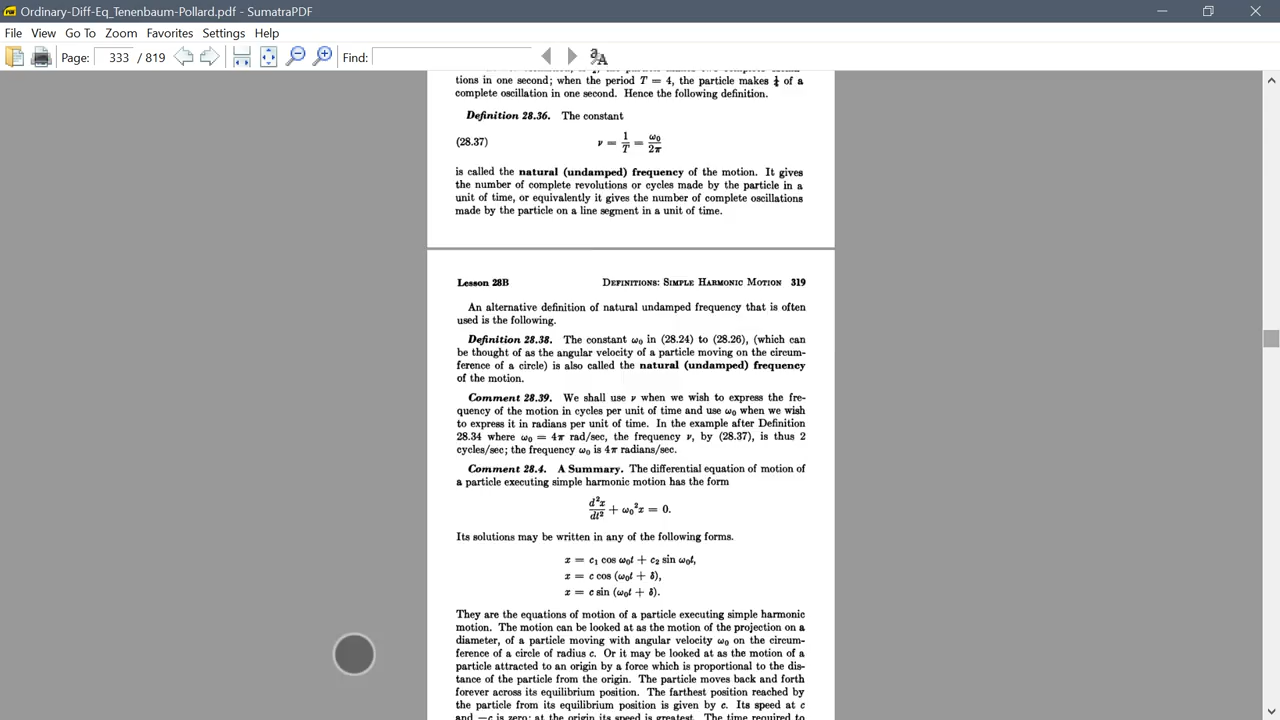 Ordinary-Diff-Eq_Tenenbaum-Pollard.pdf - SumatraPDF
File View Go To Zoom Favorites Settings Help
Page: 333 / 819 Find:
tions in one second; when the period T = 4, the particle makes ¼ of a
complete oscillation in one second. Hence the following definition.
Definition 28.36. The constant
(28.37) ν = 1/T = ω₀/2π
is called the natural (undamped) frequency of the motion. It gives
the number of complete revolutions or cycles made by the particle in a
unit of time, or equivalently it gives the number of complete oscillations
made by the particle on a line segment in a unit of time.
Lesson 28B DEFINITIONS: SIMPLE HARMONIC MOTION 319
An alternative definition of natural undamped frequency that is often
used is the following.
Definition 28.38. The constant ω₀ in (28.24) to (28.26), (which can
be thought of as the angular velocity of a particle moving on the circum-
ference of a circle) is also called the natural (undamped) frequency
of the motion.
Comment 28.39. We shall use ν when we wish to express the fre-
quency of the motion in cycles per unit of time and use ω₀ when we wish
to express it in radians per unit of time. In the example after Definition
28.34 where ω₀ = 4π rad/sec, the frequency ν, by (28.37), is thus 2
cycles/sec; the frequency ω₀ is 4π radians/sec.
Comment 28.4. A Summary. The differential equation of motion of
a particle executing simple harmonic motion has the form
d²x/dt² + ω₀²x = 0.
Its solutions may be written in any of the following forms.
x = c₁ cos ω₀t + c₂ sin ω₀t,
x = c cos (ω₀t + δ),
x = c sin (ω₀t + δ).
They are the equations of motion of a particle executing simple harmonic
motion. The motion can be looked at as the motion of the projection on a
diameter, of a particle moving with angular velocity ω₀ on the circum-
ference of a circle of radius c. Or it may be looked at as the motion of a
particle attracted to an origin by a force which is proportional to the dis-
tance of the particle from the origin. The particle moves back and forth
forever across its equilibrium position. The farthest position reached by
the particle from its equilibrium position is given by c. Its speed at c
and −c is zero; at the origin its speed is greatest. The time required to